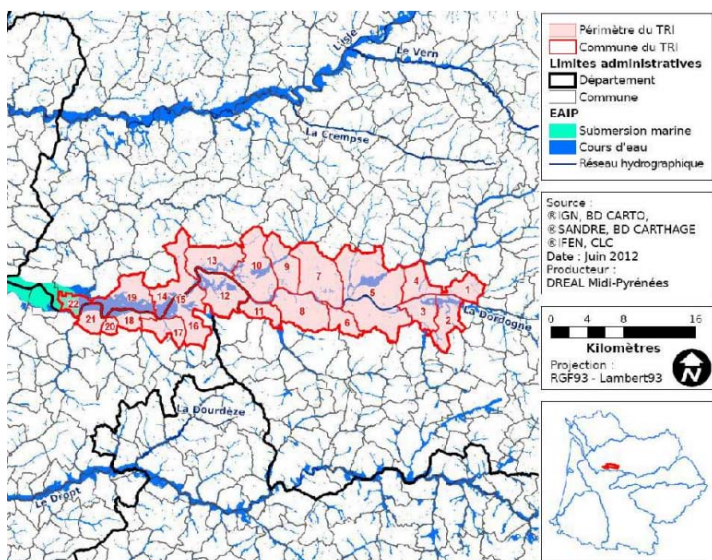 L'Isle
Le Vern
La Crempse
13
10
9
7
5
4
1
22
19
14
15
12
21
20
18
17
16
11
8
6
3
2
La Dordogne
La Dourdèze
Le Dropt
Périmètre du TRI
Commune du TRI
Limites administratives
Département
Commune
EAIP
Submersion marine
Cours d'eau
Réseau hydrographique
Source :
®IGN, BD CARTO,
®SANDRE, BD CARTHAGE
®IFEN, CLC
Date : Juin 2012
Producteur :
DREAL Midi-Pyrénées
0 4 8 16
Kilomètres
Projection :
RGF93 - Lambert93
N